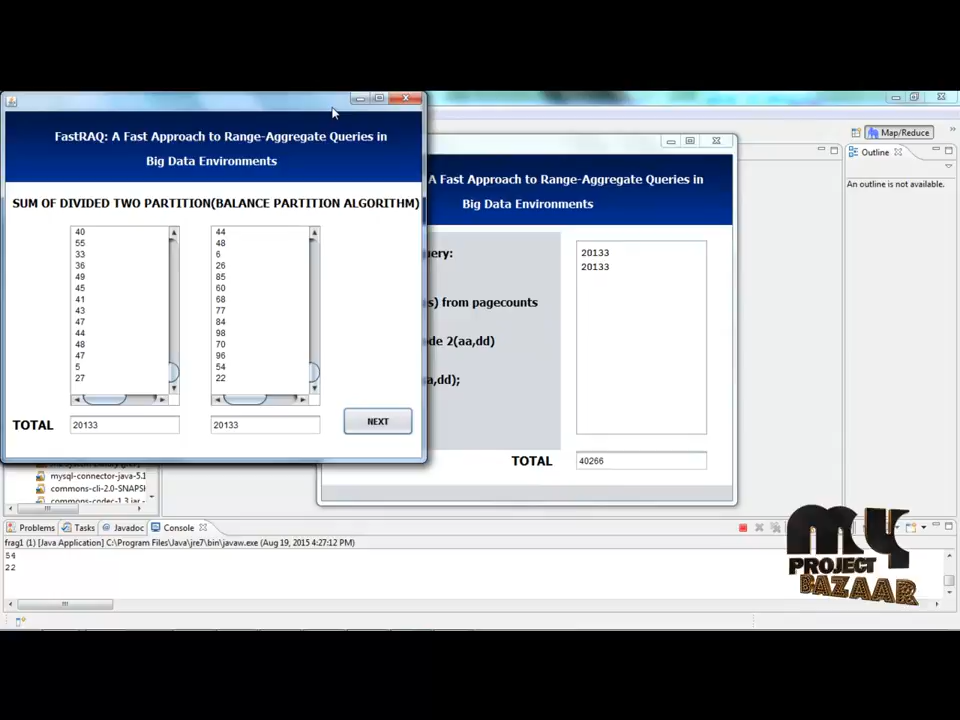 FastRAQ: A Fast Approach to Range-Aggregate Queries in
Big Data Environments
SUM OF DIVIDED TWO PARTITION(BALANCE PARTITION ALGORITHM)
40
55
33
36
49
45
41
43
47
44
48
47
5
27
44
48
6
26
85
60
68
77
84
98
70
96
54
22
TOTAL
20133
20133
NEXT
A Fast Approach to Range-Aggregate Queries in
Big Data Environments
uery:
s) from pagecounts
ode 2(aa,dd)
a,dd);
20133
20133
TOTAL
40266
Map/Reduce
Outline
An outline is not available.
mysql-connector-java-5.1
commons-cli-2.0-SNAPSH
commons-codec-1.3.jar -
Problems
Tasks
Javadoc
Console
frag1 (1) [Java Application] C:\Program Files\Java\jre7\bin\javaw.exe (Aug 19, 2015 4:27:12 PM)
54
22
MY
PROJECT
BAZAAR